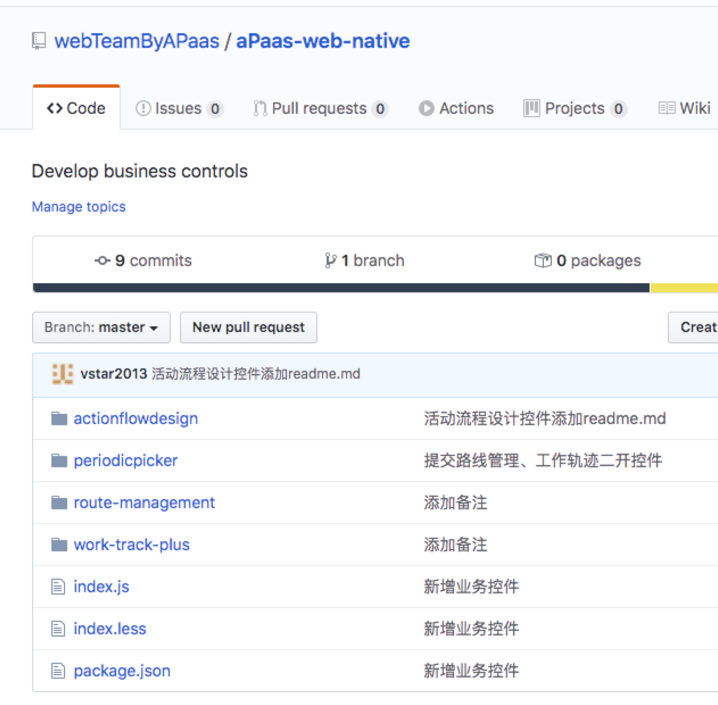 webTeamByAPaas / aPaas-web-native
Code Issues 0 Pull requests 0 Actions Projects 0 Wiki
Develop business controls
Manage topics
9 commits 1 branch 0 packages
Branch: master New pull request Creat
vstar2013 活动流程设计控件添加readme.md
actionflowdesign 活动流程设计控件添加readme.md
periodicpicker 提交路线管理、工作轨迹二开控件
route-management 添加备注
work-track-plus 添加备注
index.js 新增业务控件
index.less 新增业务控件
package.json 新增业务控件